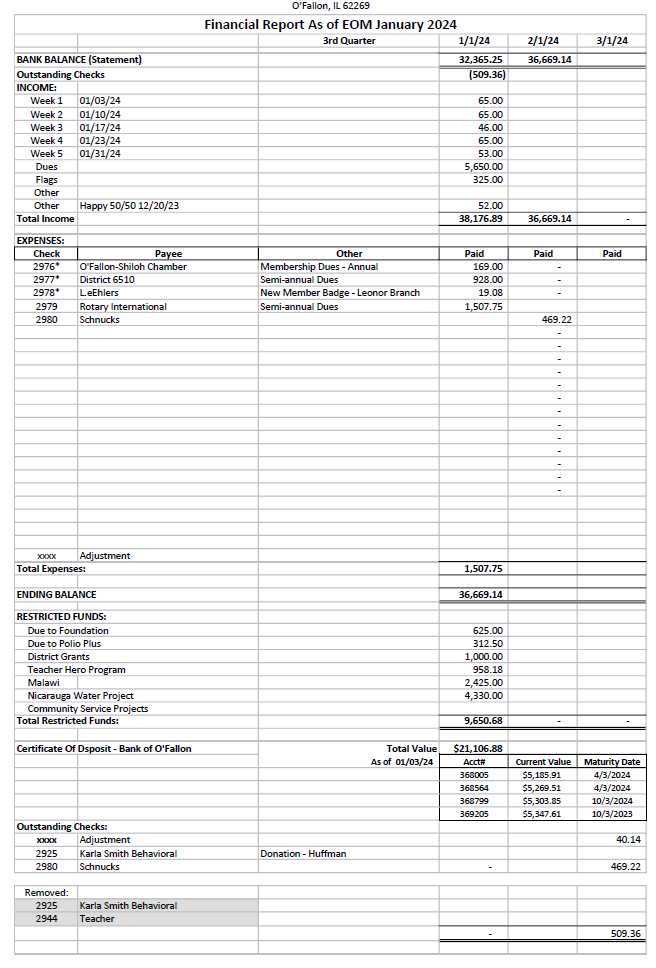 O'Fallon, IL 62269
Financial Report As of EOM January 2024
3rd Quarter 1/1/24 2/1/24 3/1/24
BANK BALANCE (Statement) 32,365.25 36,669.14
Outstanding Checks (509.36)
INCOME:
Week 1 01/03/24 65.00
Week 2 01/10/24 65.00
Week 3 01/17/24 46.00
Week 4 01/23/24 65.00
Week 5 01/31/24 53.00
Dues 5,650.00
Flags 325.00
Other
Other Happy 50/50 12/20/23 52.00
Total Income 38,176.89 36,669.14 -
EXPENSES:
Check Payee Other Paid Paid Paid
2976* O'Fallon-Shiloh Chamber Membership Dues - Annual 169.00 -
2977* District 6510 Semi-annual Dues 928.00 -
2978* L.eEhlers New Member Badge - Leonor Branch 19.08 -
2979 Rotary International Semi-annual Dues 1,507.75
2980 Schnucks 469.22
-
-
-
-
-
-
-
-
-
-
-
-
-
xxxx Adjustment
Total Expenses: 1,507.75
ENDING BALANCE 36,669.14
RESTRICTED FUNDS:
Due to Foundation 625.00
Due to Polio Plus 312.50
District Grants 1,000.00
Teacher Hero Program 958.18
Malawi 2,425.00
Nicarauga Water Project 4,330.00
Community Service Projects
Total Restricted Funds: 9,650.68 - -
Certificate Of Dsposit - Bank of O'Fallon Total Value $21,106.88
As of 01/03/24 Acct# Current Value Maturity Date
368005 $5,185.91 4/3/2024
368564 $5,269.51 4/3/2024
368799 $5,303.85 10/3/2024
369205 $5,347.61 10/3/2023
Outstanding Checks:
xxxx Adjustment 40.14
2925 Karla Smith Behavioral Donation - Huffman
2980 Schnucks - 469.22
Removed:
2925 Karla Smith Behavioral
2944 Teacher
- 509.36